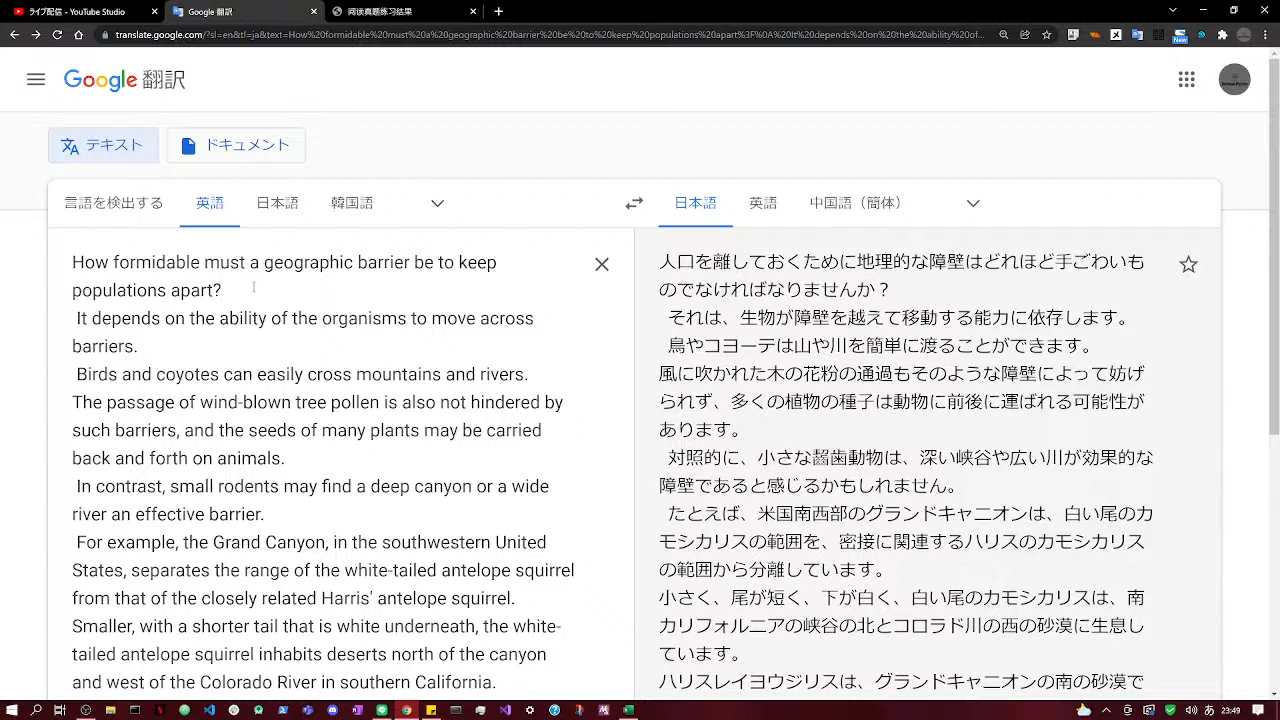 ライブ配信 - YouTube Studio
Google 翻訳
阅读真题练习结果
translate.google.com/?sl=en&tl=ja&text=How%20formidable%20must%20a%20geographic%20barrier%20be%20to%20keep%20populations%20apart%3F%0A%20It%20depends%20on%20the%20ability%20of...
New
Google 翻訳
テキスト
ドキュメント
言語を検出する
英語
日本語
韓国語
日本語
英語
中国語（簡体）
How formidable must a geographic barrier be to keep
populations apart?
It depends on the ability of the organisms to move across
barriers.
Birds and coyotes can easily cross mountains and rivers.
The passage of wind-blown tree pollen is also not hindered by
such barriers, and the seeds of many plants may be carried
back and forth on animals.
In contrast, small rodents may find a deep canyon or a wide
river an effective barrier.
For example, the Grand Canyon, in the southwestern United
States, separates the range of the white-tailed antelope squirrel
from that of the closely related Harris' antelope squirrel.
Smaller, with a shorter tail that is white underneath, the white-
tailed antelope squirrel inhabits deserts north of the canyon
and west of the Colorado River in southern California.
人口を離しておくために地理的な障壁はどれほど手ごわいも
のでなければなりませんか？
それは、生物が障壁を越えて移動する能力に依存します。
鳥やコヨーテは山や川を簡単に渡ることができます。
風に吹かれた木の花粉の通過もそのような障壁によって妨げ
られず、多くの植物の種子は動物に前後に運ばれる可能性が
あります。
対照的に、小さな齧歯動物は、深い峡谷や広い川が効果的な
障壁であると感じるかもしれません。
たとえば、米国南西部のグランドキャニオンは、白い尾のカ
モシカリスの範囲を、密接に関連するハリスのカモシカリス
の範囲から分離しています。
小さく、尾が短く、下が白く、白い尾のカモシカリスは、南
カリフォルニアの峡谷の北とコロラド川の西の砂漠に生息し
ています。
ハリスレイヨウジリスは、グランドキャニオンの南の砂漠で
あ
23:49